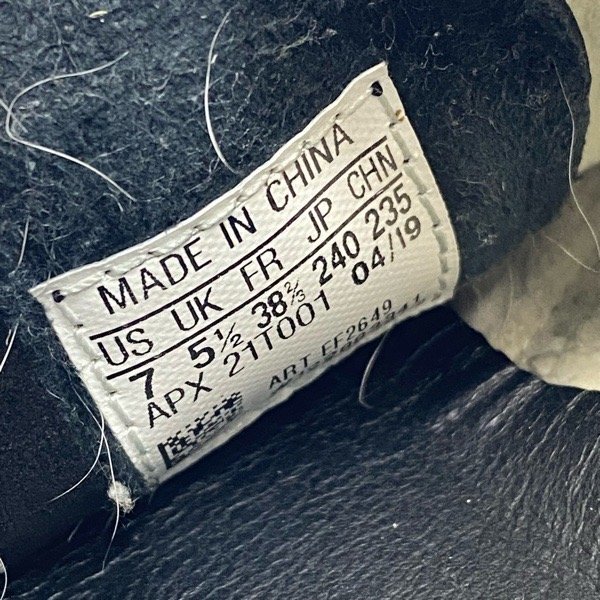 MADE IN CHINA
US UK FR JP CHN
7 5½ 38⅔ 240 235
APX 21T001 04/19
ART EF2649